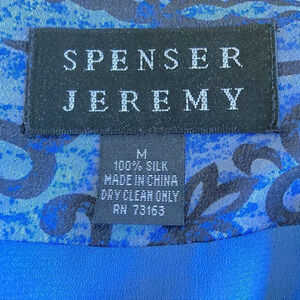 SPENSER
JEREMY
M
100% SILK
MADE IN CHINA
DRY CLEAN ONLY
RN 73163